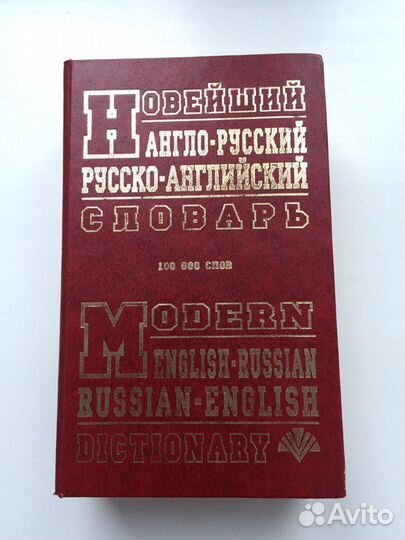 НОВЕЙШИЙ
АНГЛО-РУССКИЙ
РУССКО-АНГЛИЙСКИЙ
СЛОВАРЬ
100 000 СЛОВ
MODERN
ENGLISH-RUSSIAN
RUSSIAN-ENGLISH
DICTIONARY
Avito